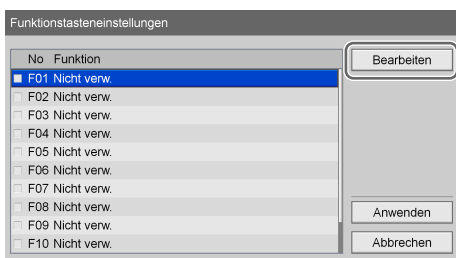 Funktionstasteneinstellungen
No Funktion
Bearbeiten
F01 Nicht verw.
F02 Nicht verw.
F03 Nicht verw.
F04 Nicht verw.
F05 Nicht verw.
F06 Nicht verw.
F07 Nicht verw.
F08 Nicht verw.
F09 Nicht verw.
F10 Nicht verw.
Anwenden
Abbrechen